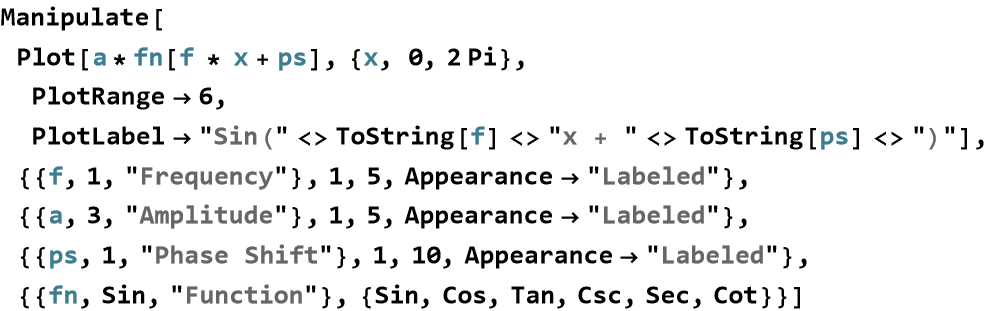 Manipulate[
Plot[a * fn[f * x + ps], {x, 0, 2 Pi},
PlotRange → 6,
PlotLabel → "Sin(" <> ToString[f] <> "x + " <> ToString[ps] <> ")"],
{{f, 1, "Frequency"}, 1, 5, Appearance → "Labeled"},
{{a, 3, "Amplitude"}, 1, 5, Appearance → "Labeled"},
{{ps, 1, "Phase Shift"}, 1, 10, Appearance → "Labeled"},
{{fn, Sin, "Function"}, {Sin, Cos, Tan, Csc, Sec, Cot}}]